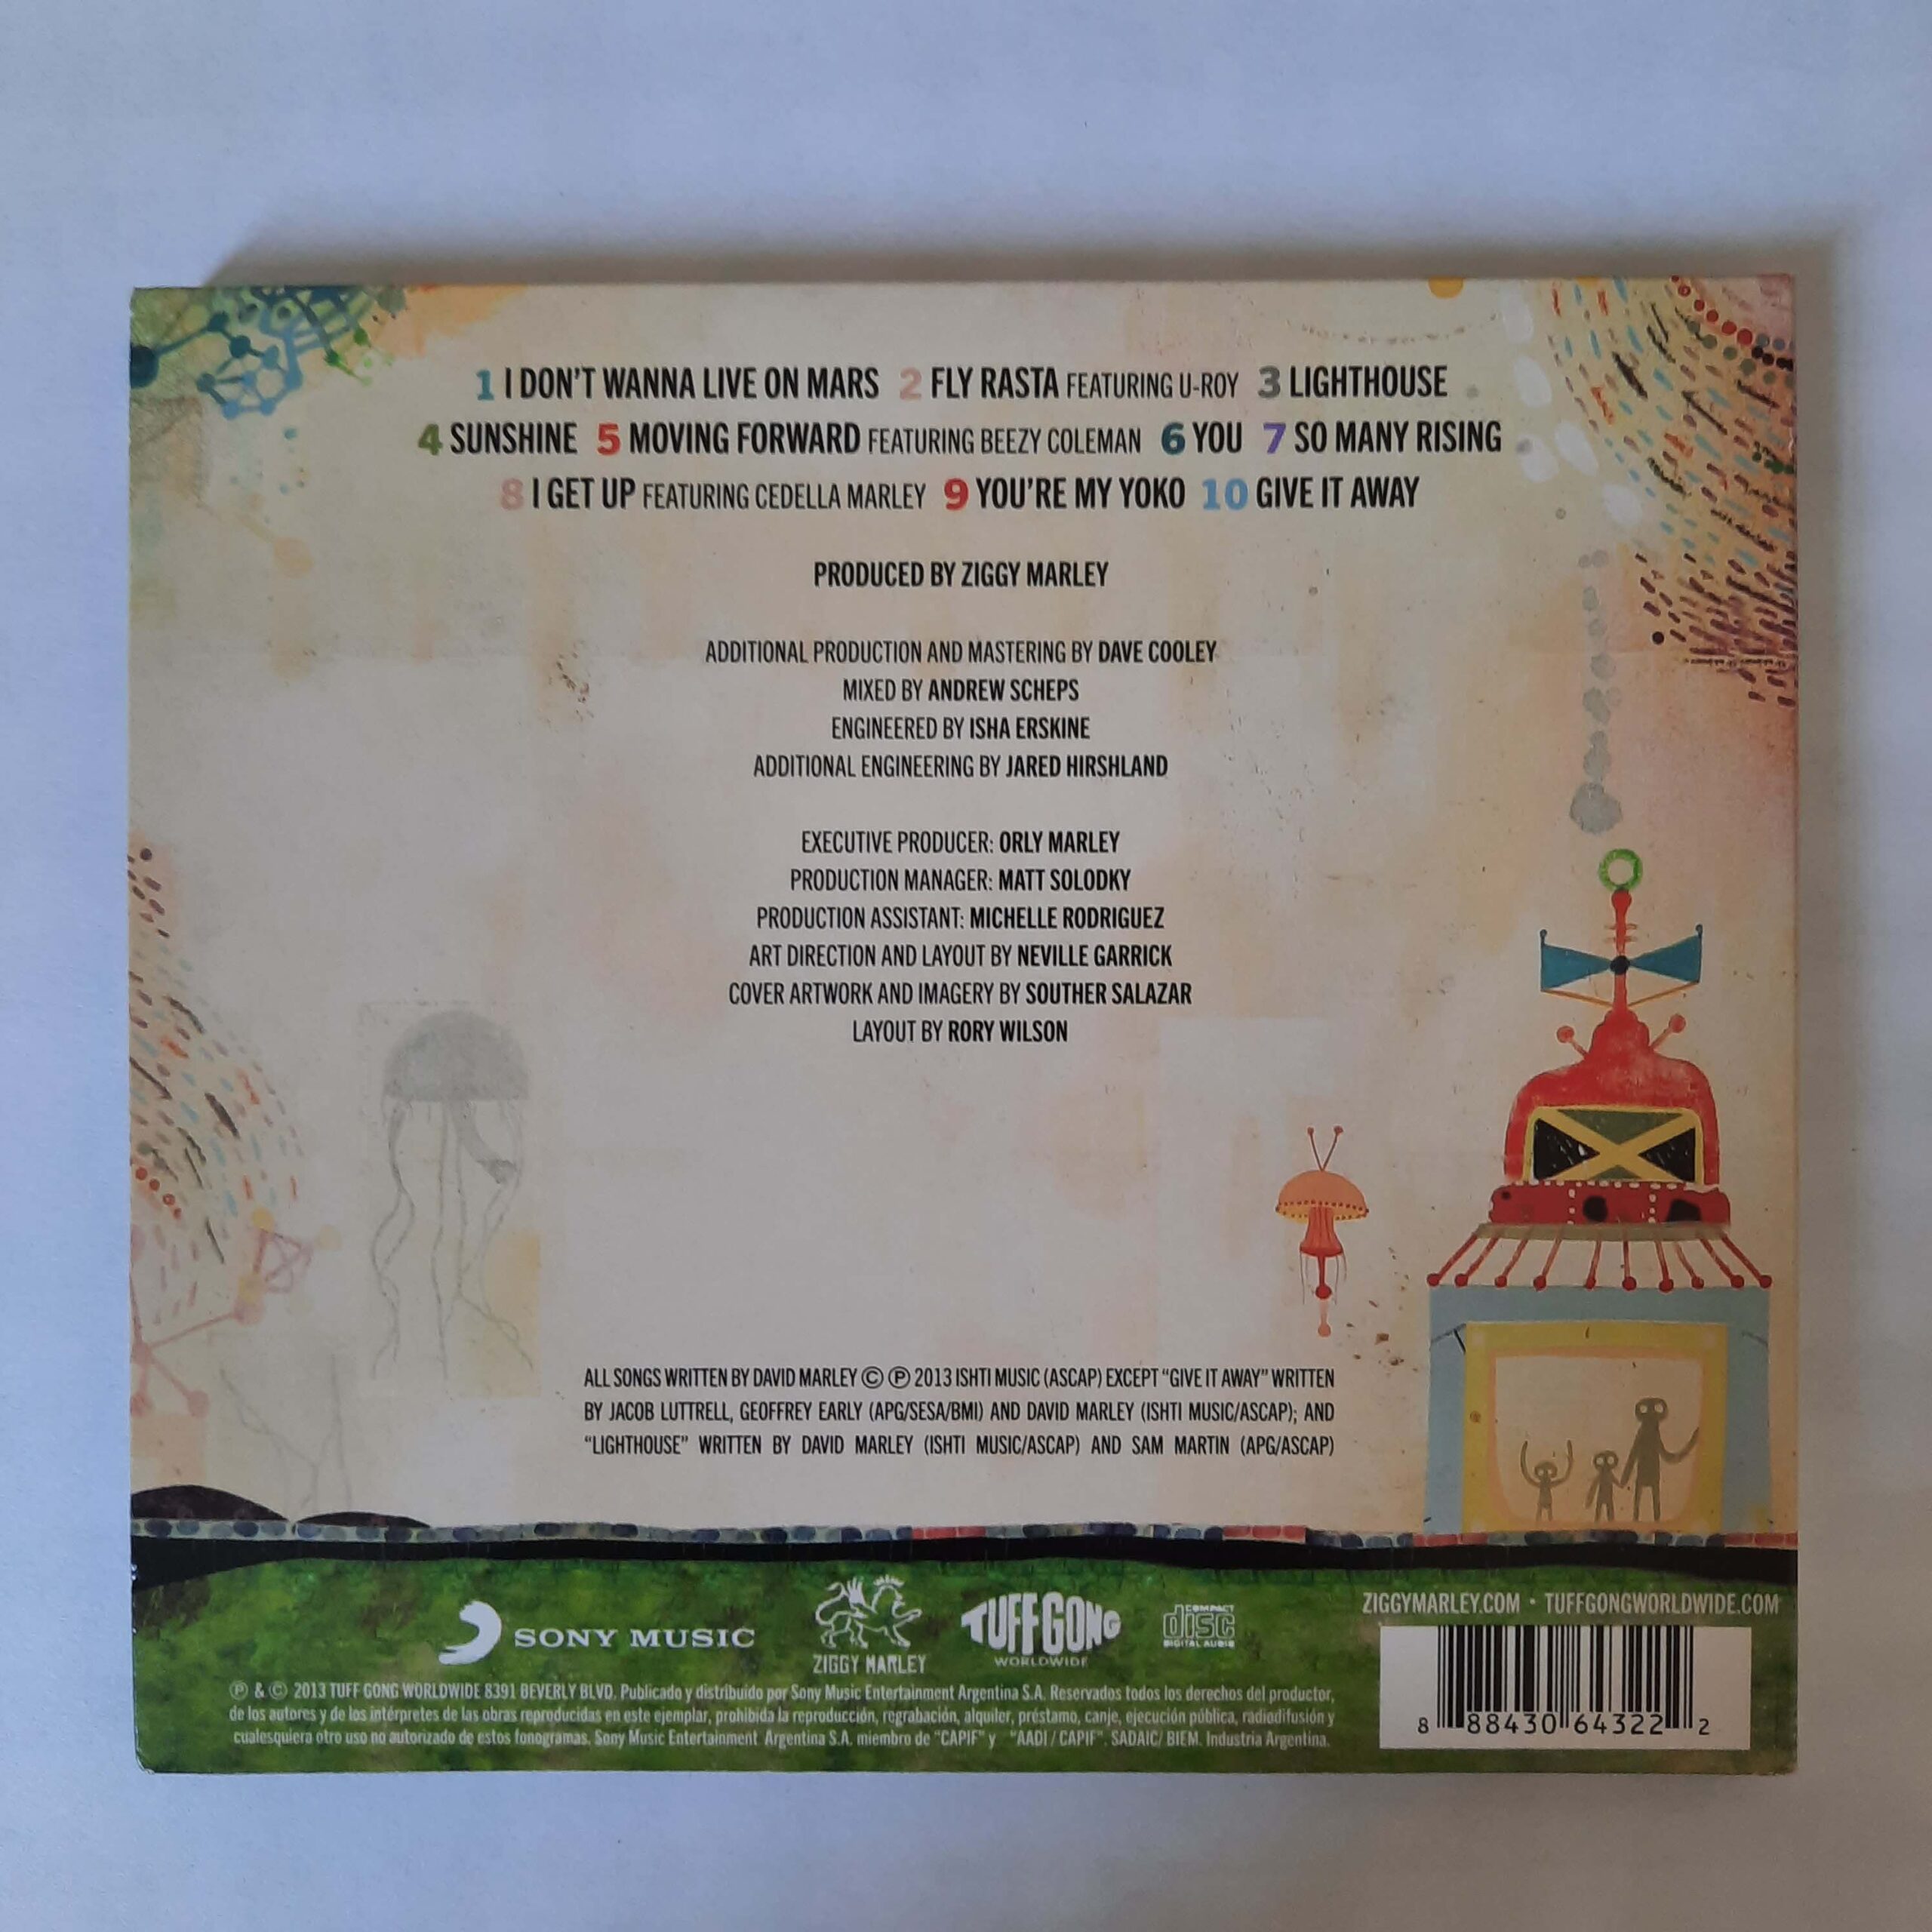 1 I DON'T WANNA LIVE ON MARS 2 FLY RASTA FEATURING U-ROY 3 LIGHTHOUSE
4 SUNSHINE 5 MOVING FORWARD FEATURING BEEZY COLEMAN 6 YOU 7 SO MANY RISING
8 I GET UP FEATURING CEDELLA MARLEY 9 YOU'RE MY YOKO 10 GIVE IT AWAY
PRODUCED BY ZIGGY MARLEY
ADDITIONAL PRODUCTION AND MASTERING BY DAVE COOLEY
MIXED BY ANDREW SCHEPS
ENGINEERED BY ISHA ERSKINE
ADDITIONAL ENGINEERING BY JARED HIRSHLAND
EXECUTIVE PRODUCER: ORLY MARLEY
PRODUCTION MANAGER: MATT SOLODKY
PRODUCTION ASSISTANT: MICHELLE RODRIGUEZ
ART DIRECTION AND LAYOUT BY NEVILLE GARRICK
COVER ARTWORK AND IMAGERY BY SOUTHER SALAZAR
LAYOUT BY RORY WILSON
ALL SONGS WRITTEN BY DAVID MARLEY © ℗ 2013 ISHTI MUSIC (ASCAP) EXCEPT “GIVE IT AWAY” WRITTEN
BY JACOB LUTTRELL, GEOFFREY EARLY (APG/SESA/BMI) AND DAVID MARLEY (ISHTI MUSIC/ASCAP); AND
“LIGHTHOUSE” WRITTEN BY DAVID MARLEY (ISHTI MUSIC/ASCAP) AND SAM MARTIN (APG/ASCAP)
SONY MUSIC
ZIGGY MARLEY
TUFF GONG
WORLDWIDE
COMPACT
disc
DIGITAL AUDIO
ZIGGYMARLEY.COM • TUFFGONGWORLDWIDE.COM
℗ & © 2013 TUFF GONG WORLDWIDE 8391 BEVERLY BLVD. Publicado y distribuido por Sony Music Entertainment Argentina S.A. Reservados todos los derechos del productor,
de los autores y de los intérpretes de las obras reproducidas en este ejemplar, prohibida la reproducción, regrabación, alquiler, préstamo, canje, ejecución pública, radiodifusión y
cualesquiera otro uso no autorizado de estos fonogramas. Sony Music Entertainment Argentina S.A. miembro de “CAPIF” y “AADI / CAPIF”. SADAIC/ BIEM. Industria Argentina.
8 88430 64322 2